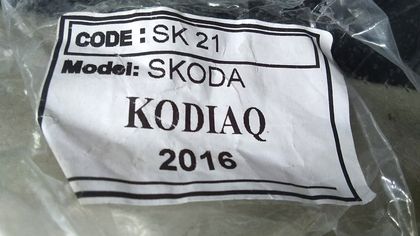 CODE: SK 21
Model: SKODA
KODIAQ
2016